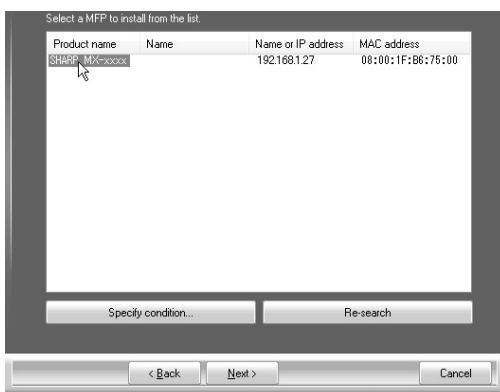 Select a MFP to install from the list.
Product name Name Name or IP address MAC address
SHARP MX-xxxx 192.168.1.27 08:00:1F:B6:75:00
Specify condition... Re-search
< Back Next > Cancel